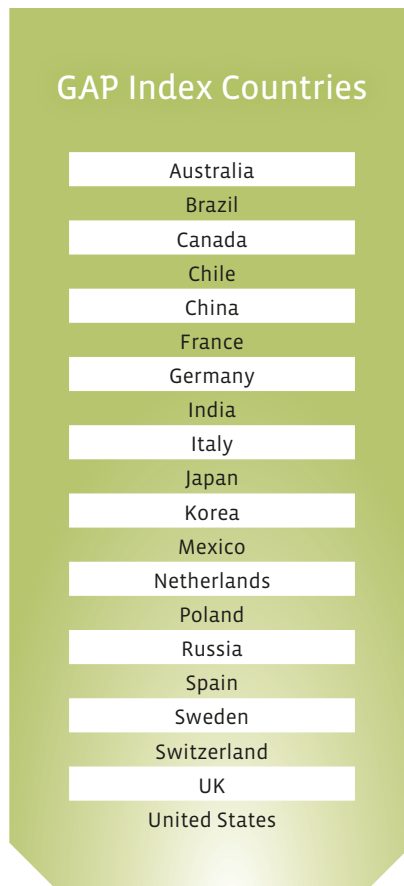 GAP Index Countries
Australia
Brazil
Canada
Chile
China
France
Germany
India
Italy
Japan
Korea
Mexico
Netherlands
Poland
Russia
Spain
Sweden
Switzerland
UK
United States